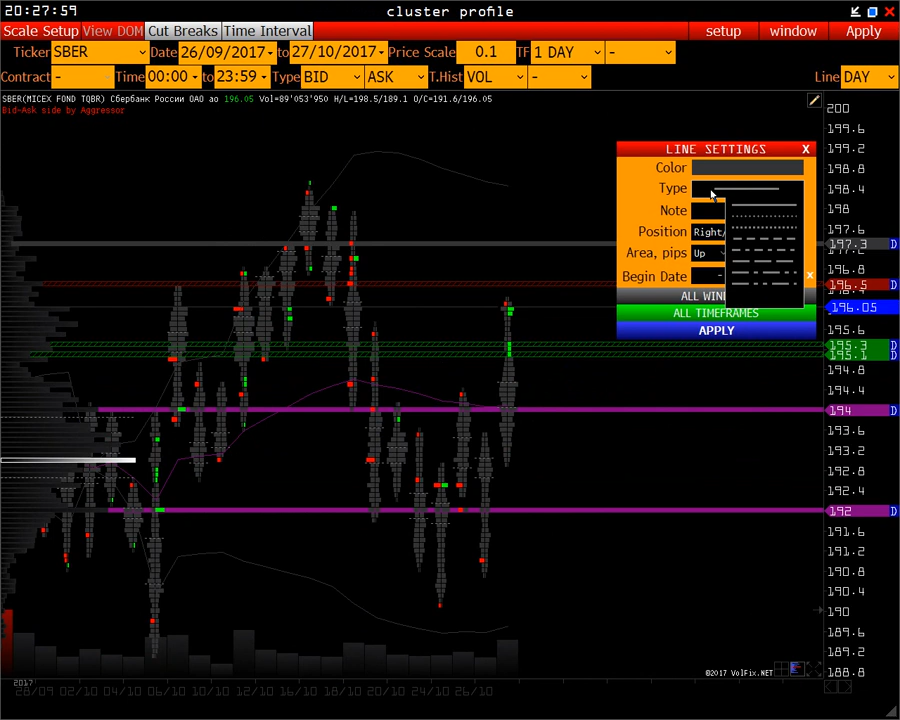 20:27:59
cluster profile
Scale Setup View DOM Cut Breaks Time Interval setup window Apply
Ticker SBER Date 26/09/2017 to 27/10/2017 Price Scale 0.1 TF 1 DAY -
Contract - Time 00:00 to 23:59 Type BID ASK T.Hist VOL - Line DAY
SBER(MICEX FOND TQBR) Сбербанк России ОАО ао 196.05 Vol=89'053'950 H/L=198.5/189.1 O/C=191.6/196.05
Bid-Ask side by Aggressor
200
199.6
LINE SETTINGS X
199.2
Color
198.8
Type
198.4
Note
198
Position Right/
197.6
197.3 D
Area, pips Up
196.8
Begin Date - x
196.5 D
ALL WIN
196.05
ALL TIMEFRAMES
APPLY
195.6
195.3 D
195.1 D
194.8
194.4
194 D
193.6
193.2
192.8
192.4
192 D
191.6
191.2
190.8
190.4
190
189.6
189.2
©2017 VolFix.NET
188.8
2017
28/09 02/10 04/10 06/10 10/10 12/10 16/10 18/10 20/10 24/10 26/10